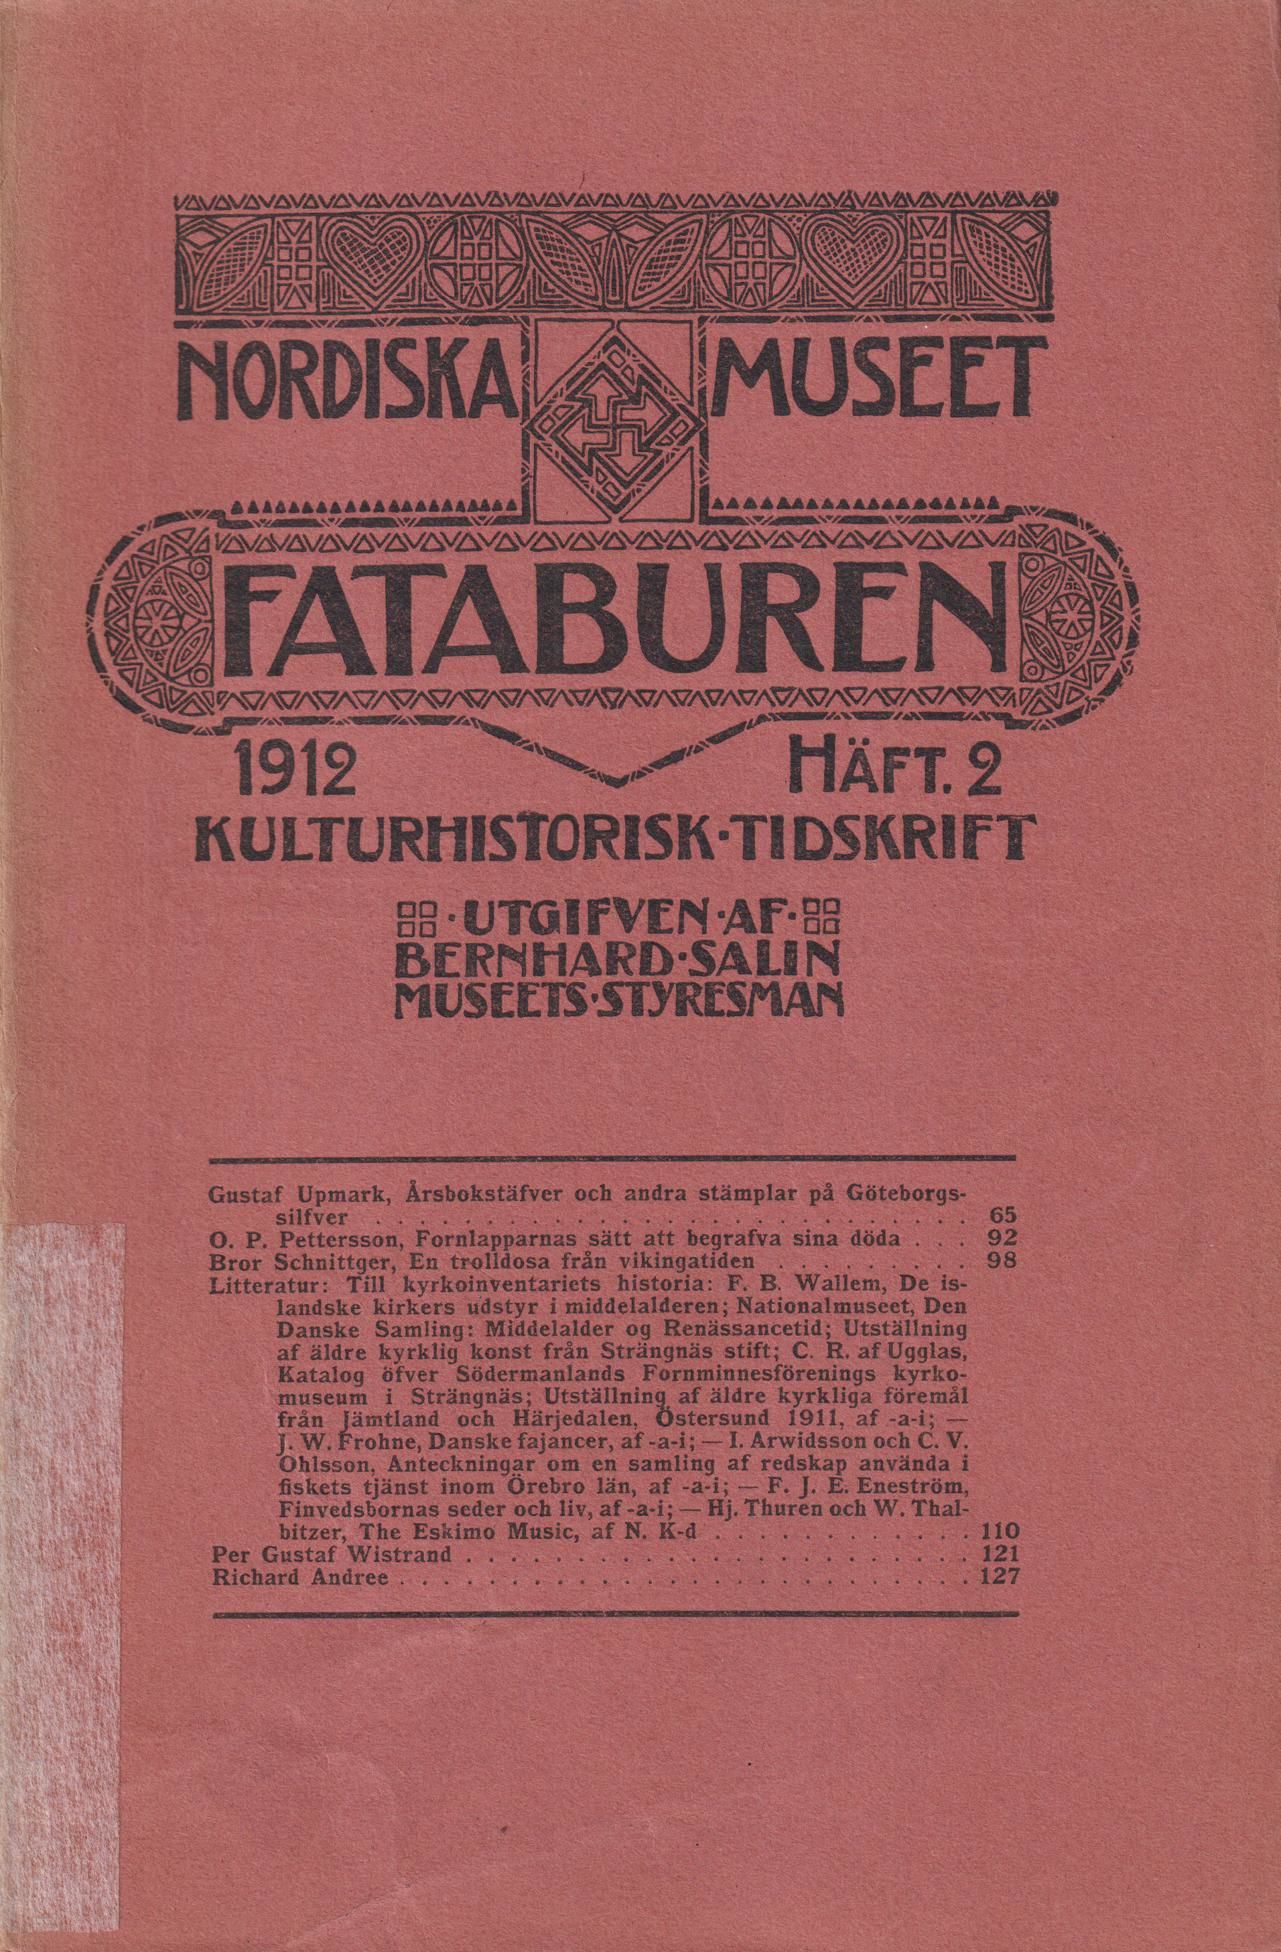 NORDISKA MUSEET
FATABUREN
1912 HÄFT. 2
KULTURHISTORISK·TIDSKRIFT
·UTGIFVEN·AF·
BERNHARD·SALIN
MUSEETS·STYRESMAN
Gustaf Upmark, Årsbokstäfver och andra stämplar på Göteborgs-
silfver . . . . . . . . . . . . . . . . . . . . . . . . . . . 65
O. P. Pettersson, Fornlapparnas sätt att begrafva sina döda . . . 92
Bror Schnittger, En trolldosa från vikingatiden . . . . . . . . . 98
Litteratur: Till kyrkoinventariets historia: F. B. Wallem, De is-
landske kirkers udstyr i middelalderen; Nationalmuseet, Den
Danske Samling: Middelalder og Renässancetid; Utställning
af äldre kyrklig konst från Strängnäs stift; C. R. af Ugglas,
Katalog öfver Södermanlands Fornminnesförenings kyrko-
museum i Strängnäs; Utställning af äldre kyrkliga föremål
från Jämtland och Härjedalen, Östersund 1911, af -a-i; —
J. W. Frohne, Danske fajancer, af -a-i; — I. Arwidsson och C. V.
Ohlsson, Anteckningar om en samling af redskap använda i
fiskets tjänst inom Örebro län, af -a-i; — F. J. E. Eneström,
Finvedsbornas seder och liv, af -a-i; — Hj. Thuren och W. Thal-
bitzer, The Eskimo Music, af N. K-d . . . . . . . . . . . . 110
Per Gustaf Wistrand . . . . . . . . . . . . . . . . . . . . . . . 121
Richard Andree . . . . . . . . . . . . . . . . . . . . . . . . . . 127